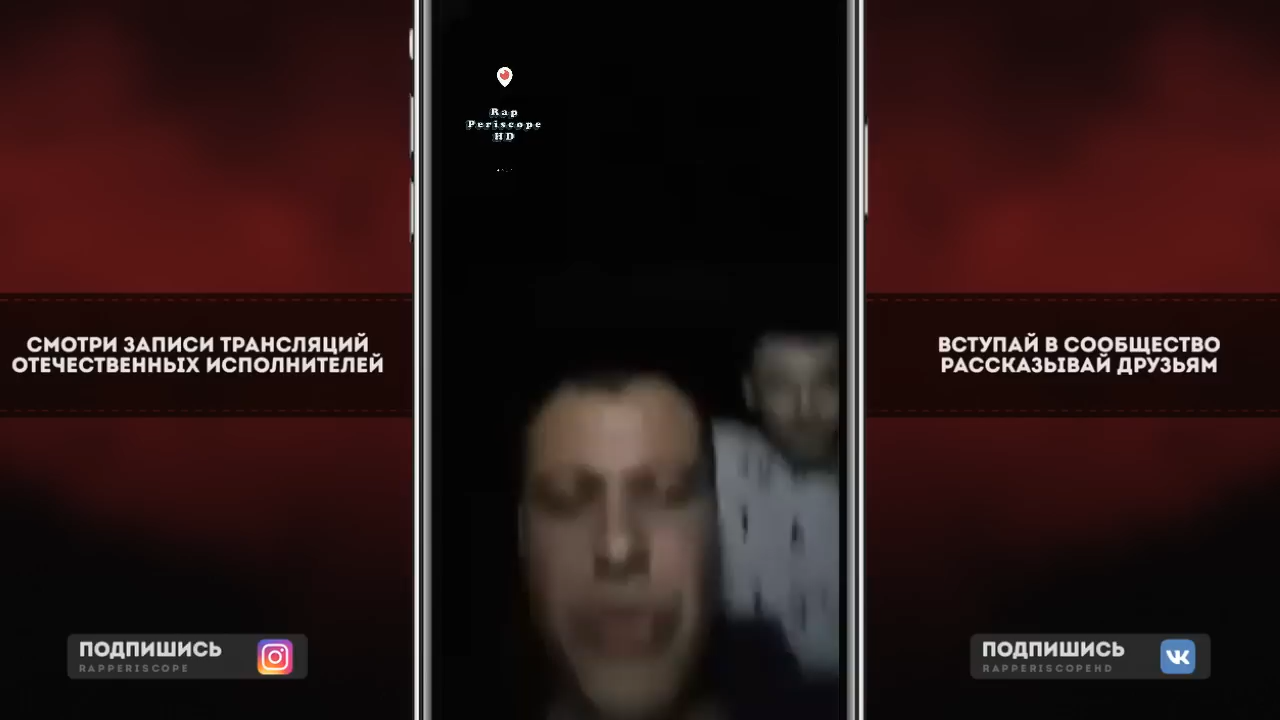 Rap
Periscope
HD
СМОТРИ ЗАПИСИ ТРАНСЛЯЦИЙ
ОТЕЧЕСТВЕННЫХ ИСПОЛНИТЕЛЕЙ
ВСТУПАЙ В СООБЩЕСТВО
РАССКАЗЫВАЙ ДРУЗЬЯМ
ПОДПИШИСЬ
RAPPERISCOPE
ПОДПИШИСЬ
RAPPERISCOPEHD